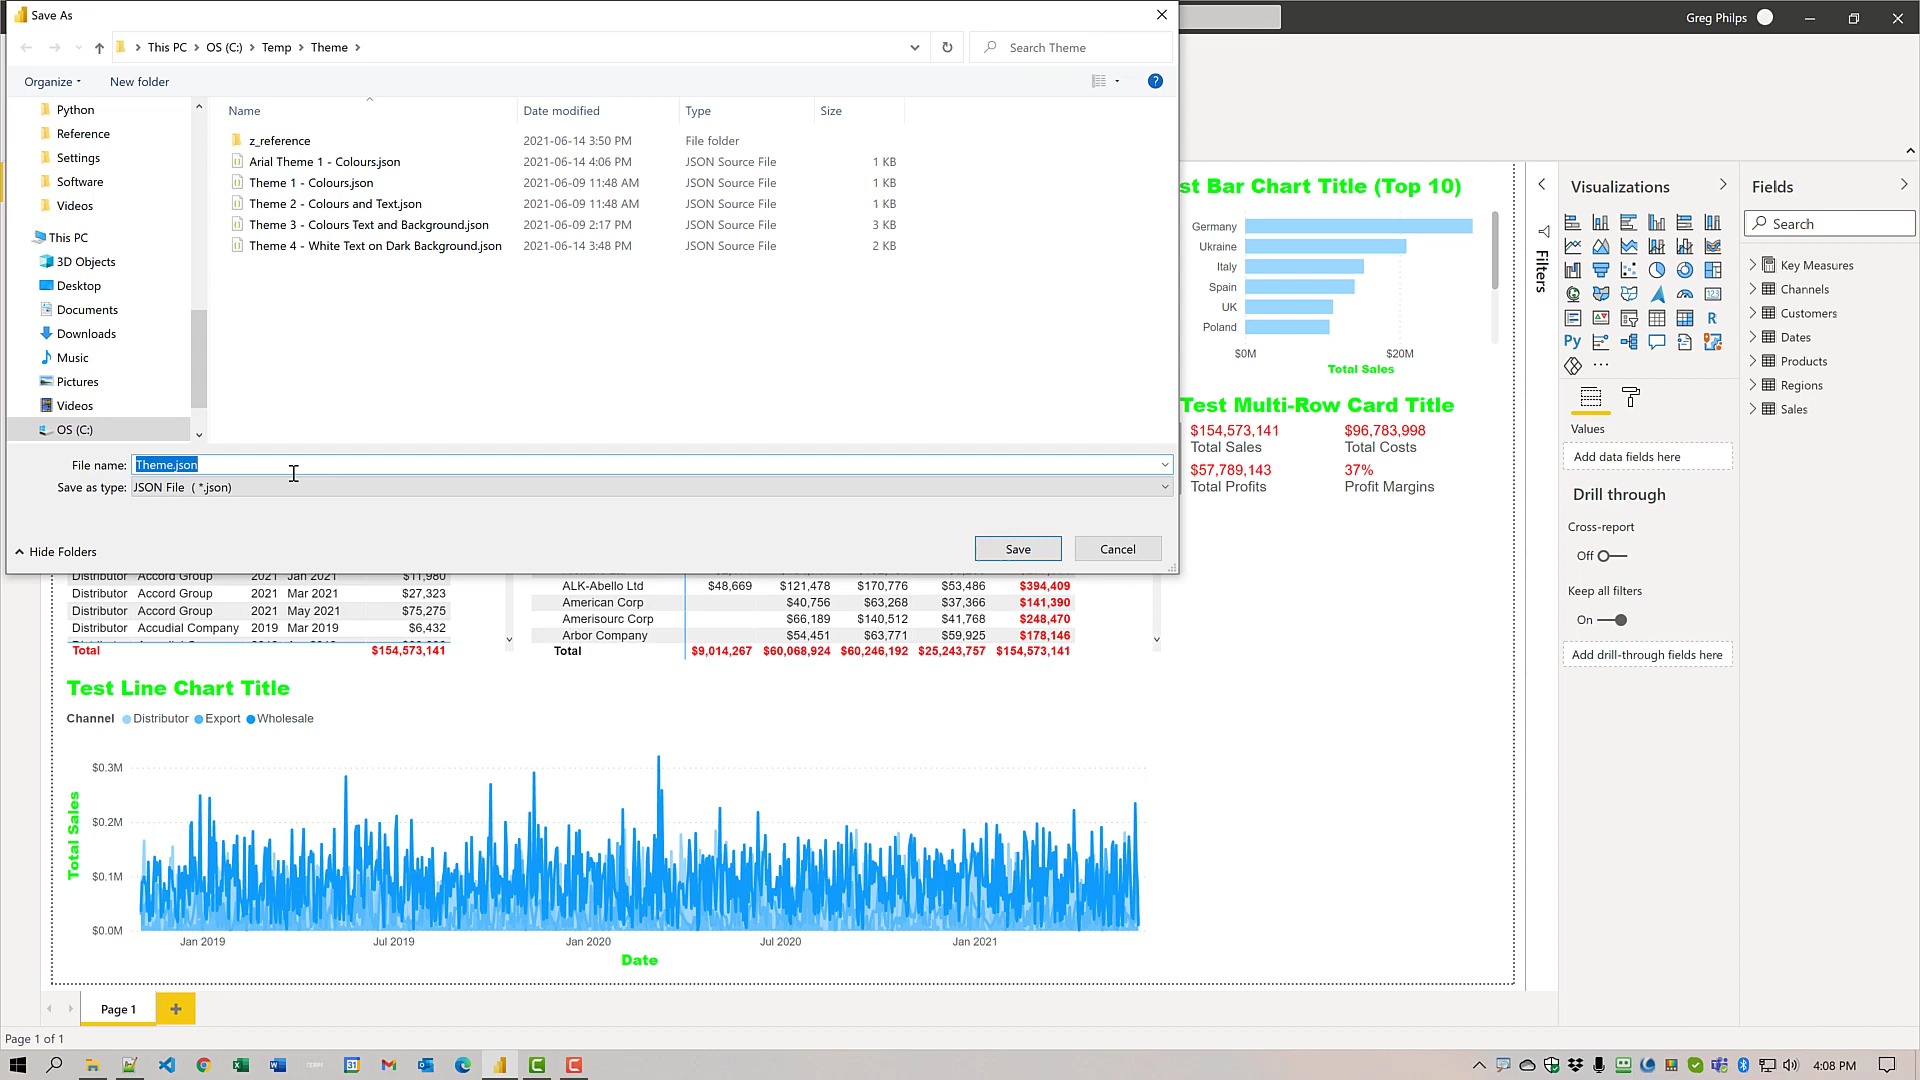 Save As
Greg Philps
This PC > OS (C:) > Temp > Theme >
Search Theme
Organize
New folder
Name
Date modified
Type
Size
Python
Reference
Settings
Software
Videos
This PC
3D Objects
Desktop
Documents
Downloads
Music
Pictures
Videos
OS (C:)
z_reference 2021-06-14 3:50 PM File folder
Arial Theme 1 - Colours.json 2021-06-14 4:06 PM JSON Source File 1 KB
Theme 1 - Colours.json 2021-06-09 11:48 AM JSON Source File 1 KB
Theme 2 - Colours and Text.json 2021-06-09 11:48 AM JSON Source File 1 KB
Theme 3 - Colours Text and Background.json 2021-06-09 2:17 PM JSON Source File 3 KB
Theme 4 - White Text on Dark Background.json 2021-06-14 3:48 PM JSON Source File 2 KB
File name: Theme.json
Save as type: JSON File ( *.json)
Hide Folders
Save
Cancel
st Bar Chart Title (Top 10)
Germany
Ukraine
Italy
Spain
UK
Poland
$0M $20M
Total Sales
Test Multi-Row Card Title
$154,573,141 $96,783,998
Total Sales Total Costs
$57,789,143 37%
Total Profits Profit Margins
Filters
Visualizations
Py
R
Values
Add data fields here
Drill through
Cross-report
Off
Keep all filters
On
Add drill-through fields here
Fields
Search
Key Measures
Channels
Customers
Dates
Products
Regions
Sales
Distributor Accord Group 2021 Jan 2021 $11,980
Distributor Accord Group 2021 Mar 2021 $27,323
Distributor Accord Group 2021 May 2021 $75,275
Distributor Accudial Company 2019 Mar 2019 $6,432
Total $154,573,141
ALK-Abello Ltd $48,669 $121,478 $170,776 $53,486 $394,409
American Corp $40,756 $63,268 $37,366 $141,390
Amerisourc Corp $66,189 $140,512 $41,768 $248,470
Arbor Company $54,451 $63,771 $59,925 $178,146
Total $9,014,267 $60,068,924 $60,246,192 $25,243,757 $154,573,141
Test Line Chart Title
Channel Distributor Export Wholesale
Total Sales
$0.3M
$0.2M
$0.1M
$0.0M
Jan 2019 Jul 2019 Jan 2020 Jul 2020 Jan 2021
Date
Page 1
Page 1 of 1
31
4:08 PM